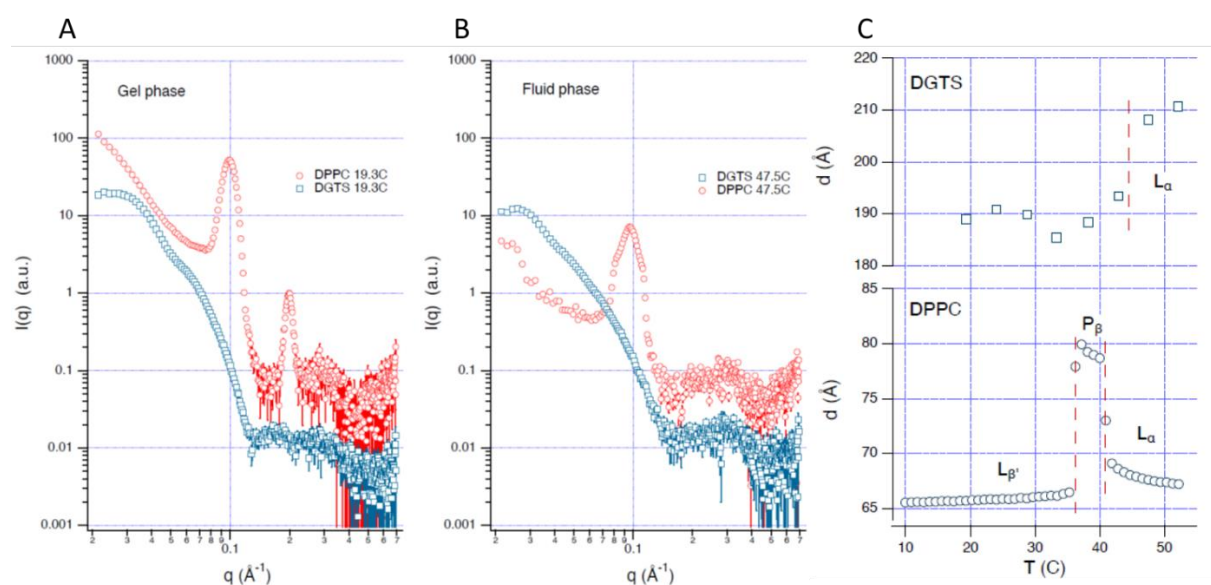 A
B
C
1000
100
10
1
0.1
0.01
0.001
I(q) (a.u.)
Gel phase
DPPC 19.3C
DGTS 19.3C
2 3 4 5 6 7 8 0.1 2 3 4 5 6 7
q (Å⁻¹)
1000
100
10
1
0.1
0.01
0.001
I(q) (a.u.)
Fluid phase
DGTS 47.5C
DPPC 47.5C
2 3 4 5 6 7 8 0.1 2 3 4 5 6 7
q (Å⁻¹)
220
210
200
190
180
d (Å)
DGTS
Lα
85
80
75
70
65
d (Å)
DPPC
Pβ
Lβ'
Lα
10 20 30 40 50
T (C)